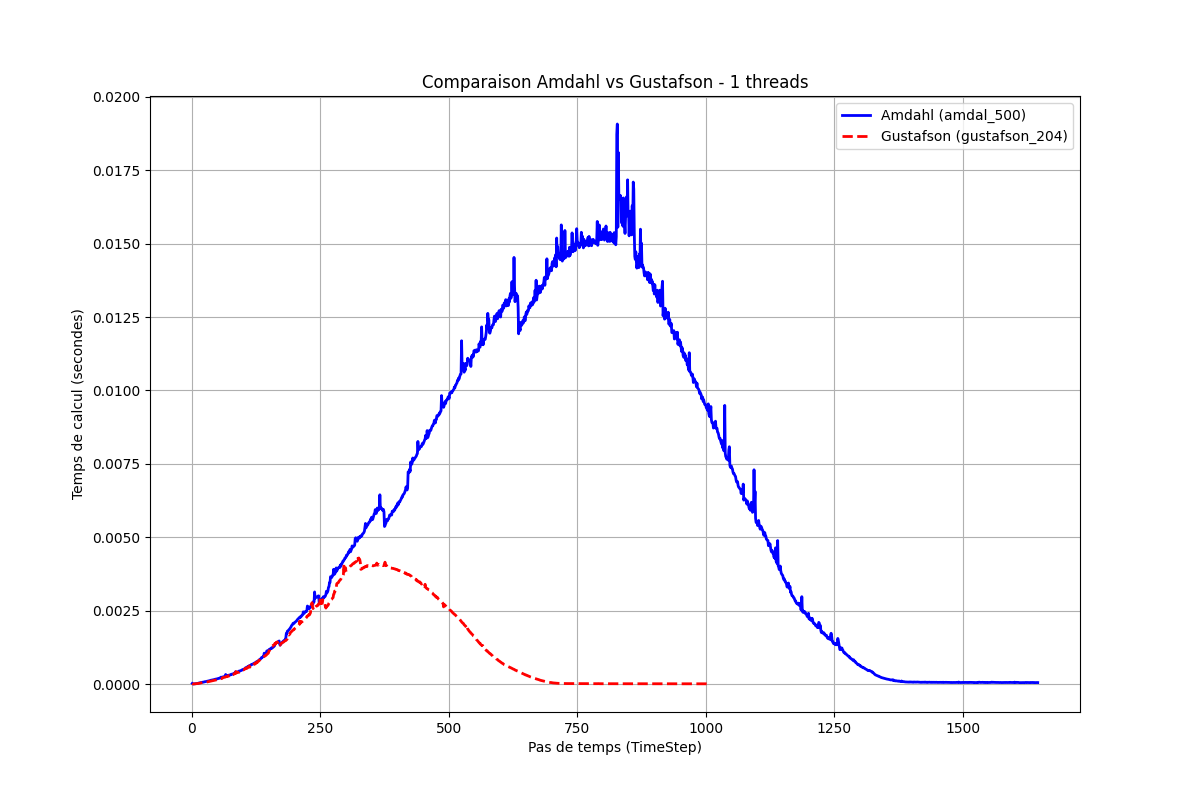 Comparaison Amdahl vs Gustafson - 1 threads
Amdahl (amdal_500)
Gustafson (gustafson_204)
Temps de calcul (secondes)
0.0200
0.0175
0.0150
0.0125
0.0100
0.0075
0.0050
0.0025
0.0000
0 250 500 750 1000 1250 1500
Pas de temps (TimeStep)